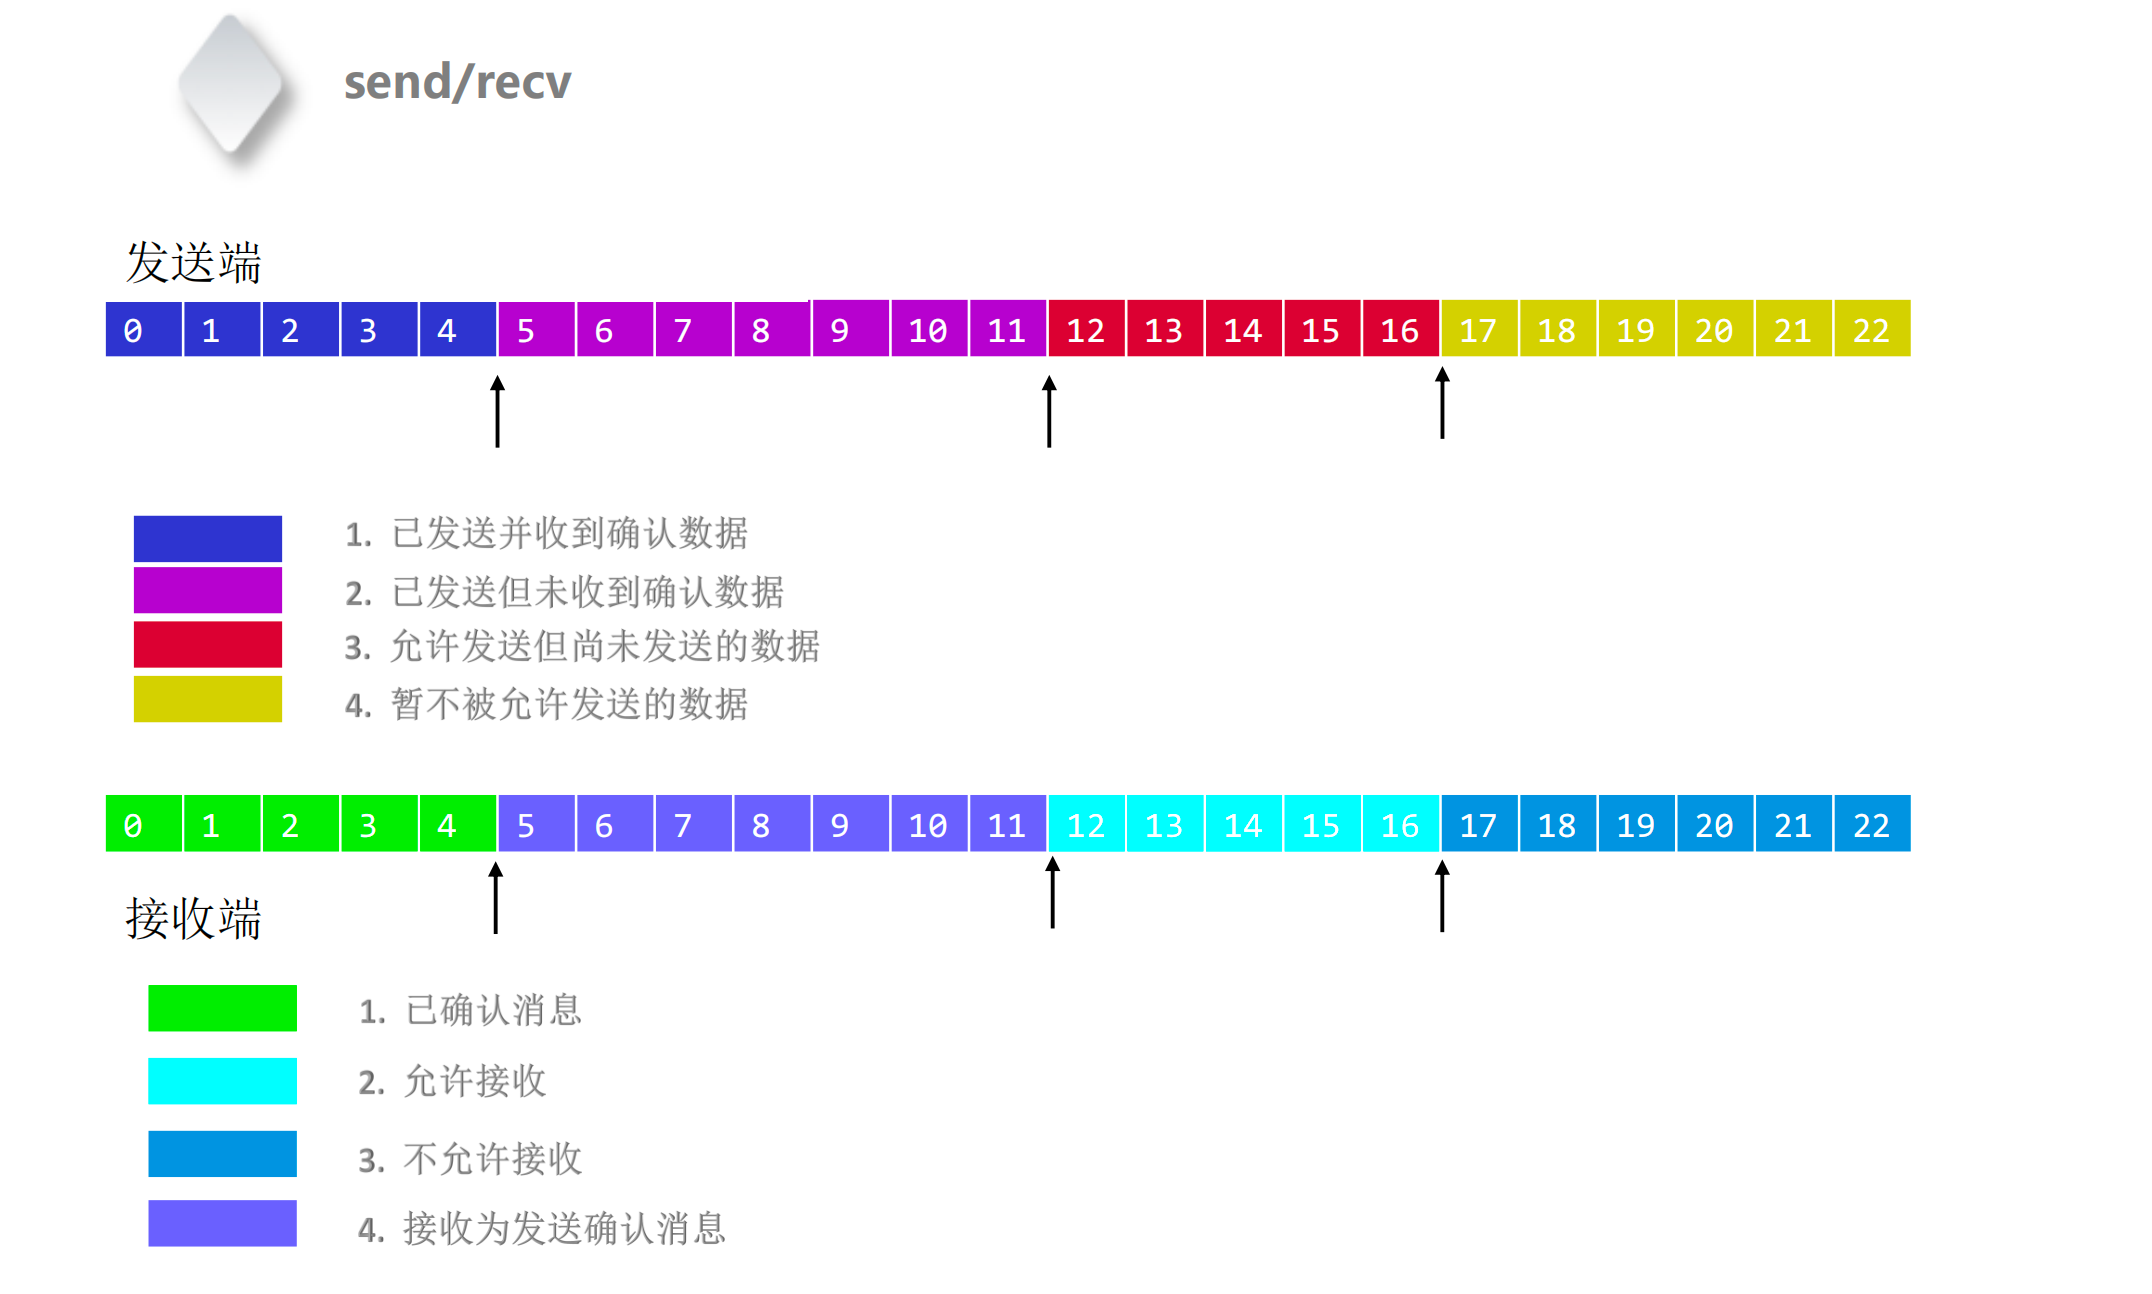 send/recv
发送端
0 1 2 3 4 5 6 7 8 9 10 11 12 13 14 15 16 17 18 19 20 21 22
1. 已发送并收到确认数据
2. 已发送但未收到确认数据
3. 允许发送但尚未发送的数据
4. 暂不被允许发送的数据
0 1 2 3 4 5 6 7 8 9 10 11 12 13 14 15 16 17 18 19 20 21 22
接收端
1. 已确认消息
2. 允许接收
3. 不允许接收
4. 接收为发送确认消息